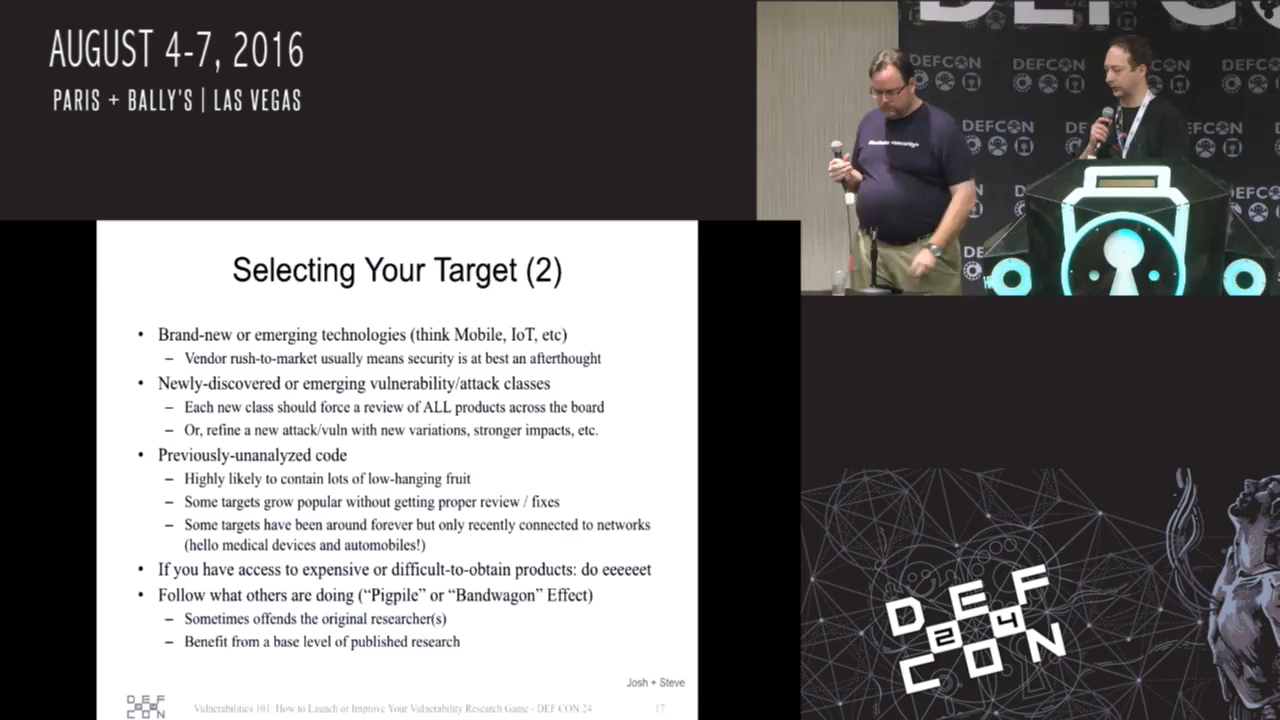 AUGUST 4-7, 2016
PARIS + BALLY'S | LAS VEGAS
DEFCON
DEFCON
DEFCON
DEFCON
DEFCON
DEFCON
Selecting Your Target (2)
• Brand-new or emerging technologies (think Mobile, IoT, etc)
– Vendor rush-to-market usually means security is at best an afterthought
• Newly-discovered or emerging vulnerability/attack classes
– Each new class should force a review of ALL products across the board
– Or, refine a new attack/vuln with new variations, stronger impacts, etc.
• Previously-unanalyzed code
– Highly likely to contain lots of low-hanging fruit
– Some targets grow popular without getting proper review / fixes
– Some targets have been around forever but only recently connected to networks
(hello medical devices and automobiles!)
• If you have access to expensive or difficult-to-obtain products: do eeeeeet
• Follow what others are doing (“Pigpile” or “Bandwagon” Effect)
– Sometimes offends the original researcher(s)
– Benefit from a base level of published research
Josh + Steve
DEF
CON
Vulnerabilities 101: How to Launch or Improve Your Vulnerability Research Game - DEF CON 24
17
DEF
24
CON